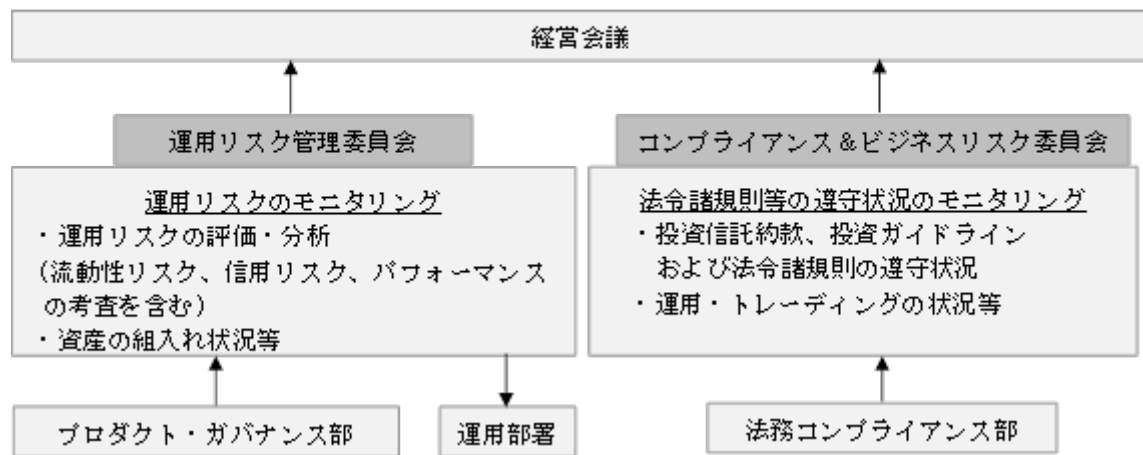 経営会議
運用リスク管理委員会
運用リスクのモニタリング
・運用リスクの評価・分析
(流動性リスク、信用リスク、パフォーマンス
の考査を含む)
・資産の組入れ状況等
プロダクト・ガバナンス部
運用部署
コンプライアンス&ビジネスリスク委員会
法令諸規則等の遵守状況のモニタリング
・投資信託約款、投資ガイドライン
および法令諸規則の遵守状況
・運用・トレーディングの状況等
法務コンプライアンス部